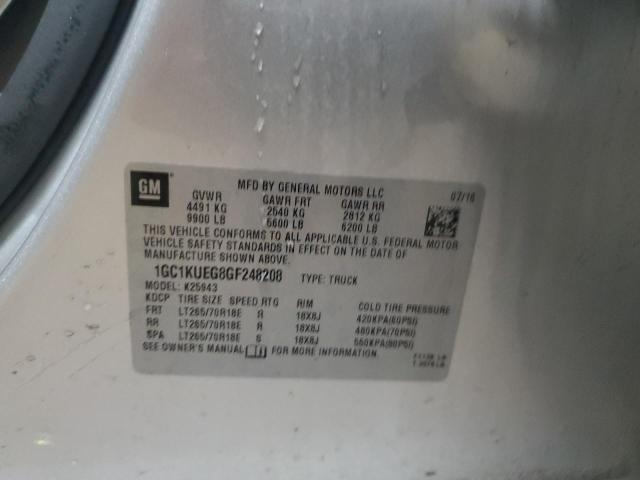 GM
MFD BY GENERAL MOTORS LLC
GVWR GAWR FRT GAWR RR 07/16
4491 KG 2540 KG 2812 KG
9900 LB 5600 LB 6200 LB
THIS VEHICLE CONFORMS TO ALL APPLICABLE U.S. FEDERAL MOTOR
VEHICLE SAFETY STANDARDS IN EFFECT ON THE DATE OF
MANUFACTURE SHOWN ABOVE.
1GC1KUEG8GF248208 TYPE: TRUCK
MODEL: K25943
KDCP TIRE SIZE SPEED RTG RIM COLD TIRE PRESSURE
FRT LT265/70R18E R 18X8J 420KPA(60PSI)
RR LT265/70R18E R 18X8J 480KPA(70PSI)
SPA LT265/70R18E S 18X8J 550KPA(80PSI)
SEE OWNER'S MANUAL FOR MORE INFORMATION.